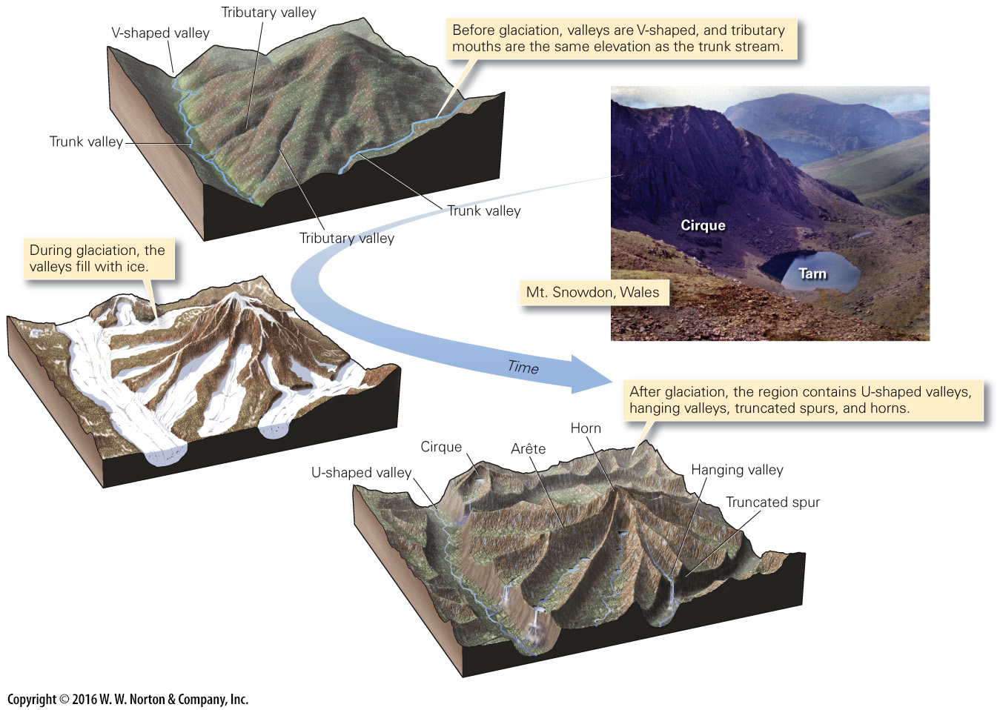 Tributary valley
V-shaped valley
Before glaciation, valleys are V-shaped, and tributary
mouths are the same elevation as the trunk stream.
Trunk valley
Trunk valley
Tributary valley
During glaciation, the
valleys fill with ice.
Cirque
Tarn
Mt. Snowdon, Wales
Time
After glaciation, the region contains U-shaped valleys,
hanging valleys, truncated spurs, and horns.
Horn
Cirque
Arête
U-shaped valley
Hanging valley
Truncated spur
Copyright © 2016 W. W. Norton & Company, Inc.